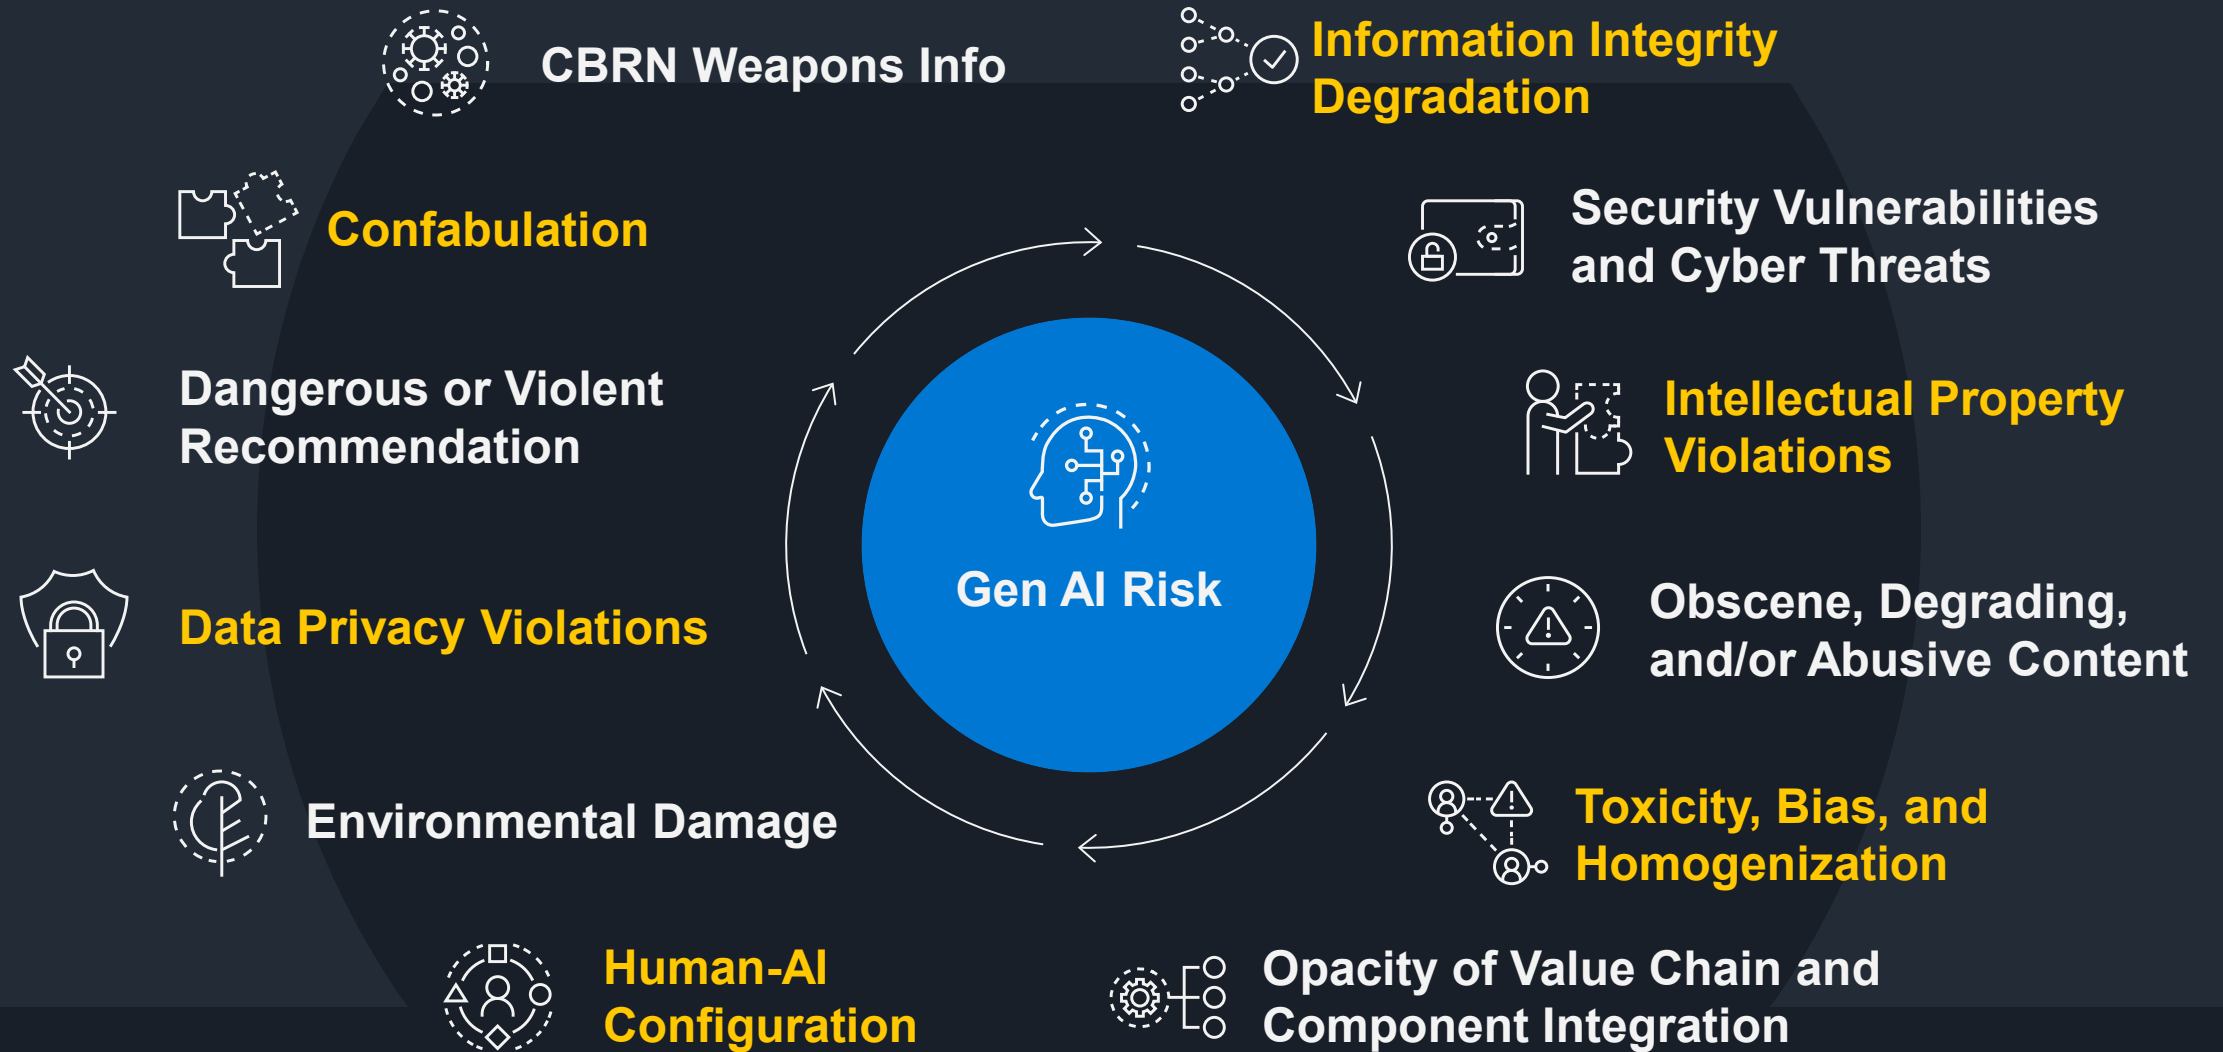 CBRN Weapons Info
Information Integrity
Degradation
Confabulation
Security Vulnerabilities
and Cyber Threats
Dangerous or Violent
Recommendation
Intellectual Property
Violations
Gen AI Risk
Data Privacy Violations
Obscene, Degrading,
and/or Abusive Content
Environmental Damage
Toxicity, Bias, and
Homogenization
Human-AI
Configuration
Opacity of Value Chain and
Component Integration